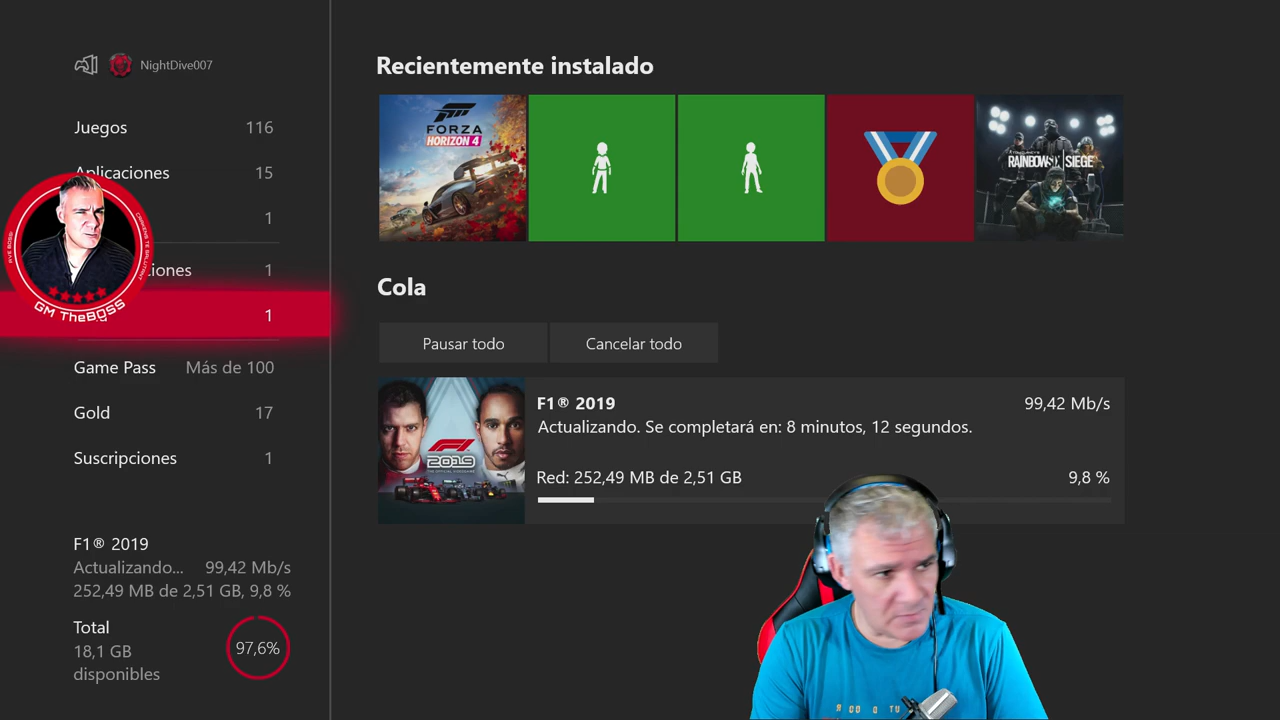 NightDive007
Juegos 116
Aplicaciones 15
1
ciones 1
1
Game Pass Más de 100
Gold 17
Suscripciones 1
F1® 2019
Actualizando... 99,42 Mb/s
252,49 MB de 2,51 GB, 9,8 %
Total
18,1 GB
disponibles
97,6%
GM TheBOSS
Recientemente instalado
FORZA
HORIZON 4
RAINBOW SIEGE
Cola
Pausar todo
Cancelar todo
F1® 2019 99,42 Mb/s
Actualizando. Se completará en: 8 minutos, 12 segundos.
Red: 252,49 MB de 2,51 GB 9,8 %
F1
2019